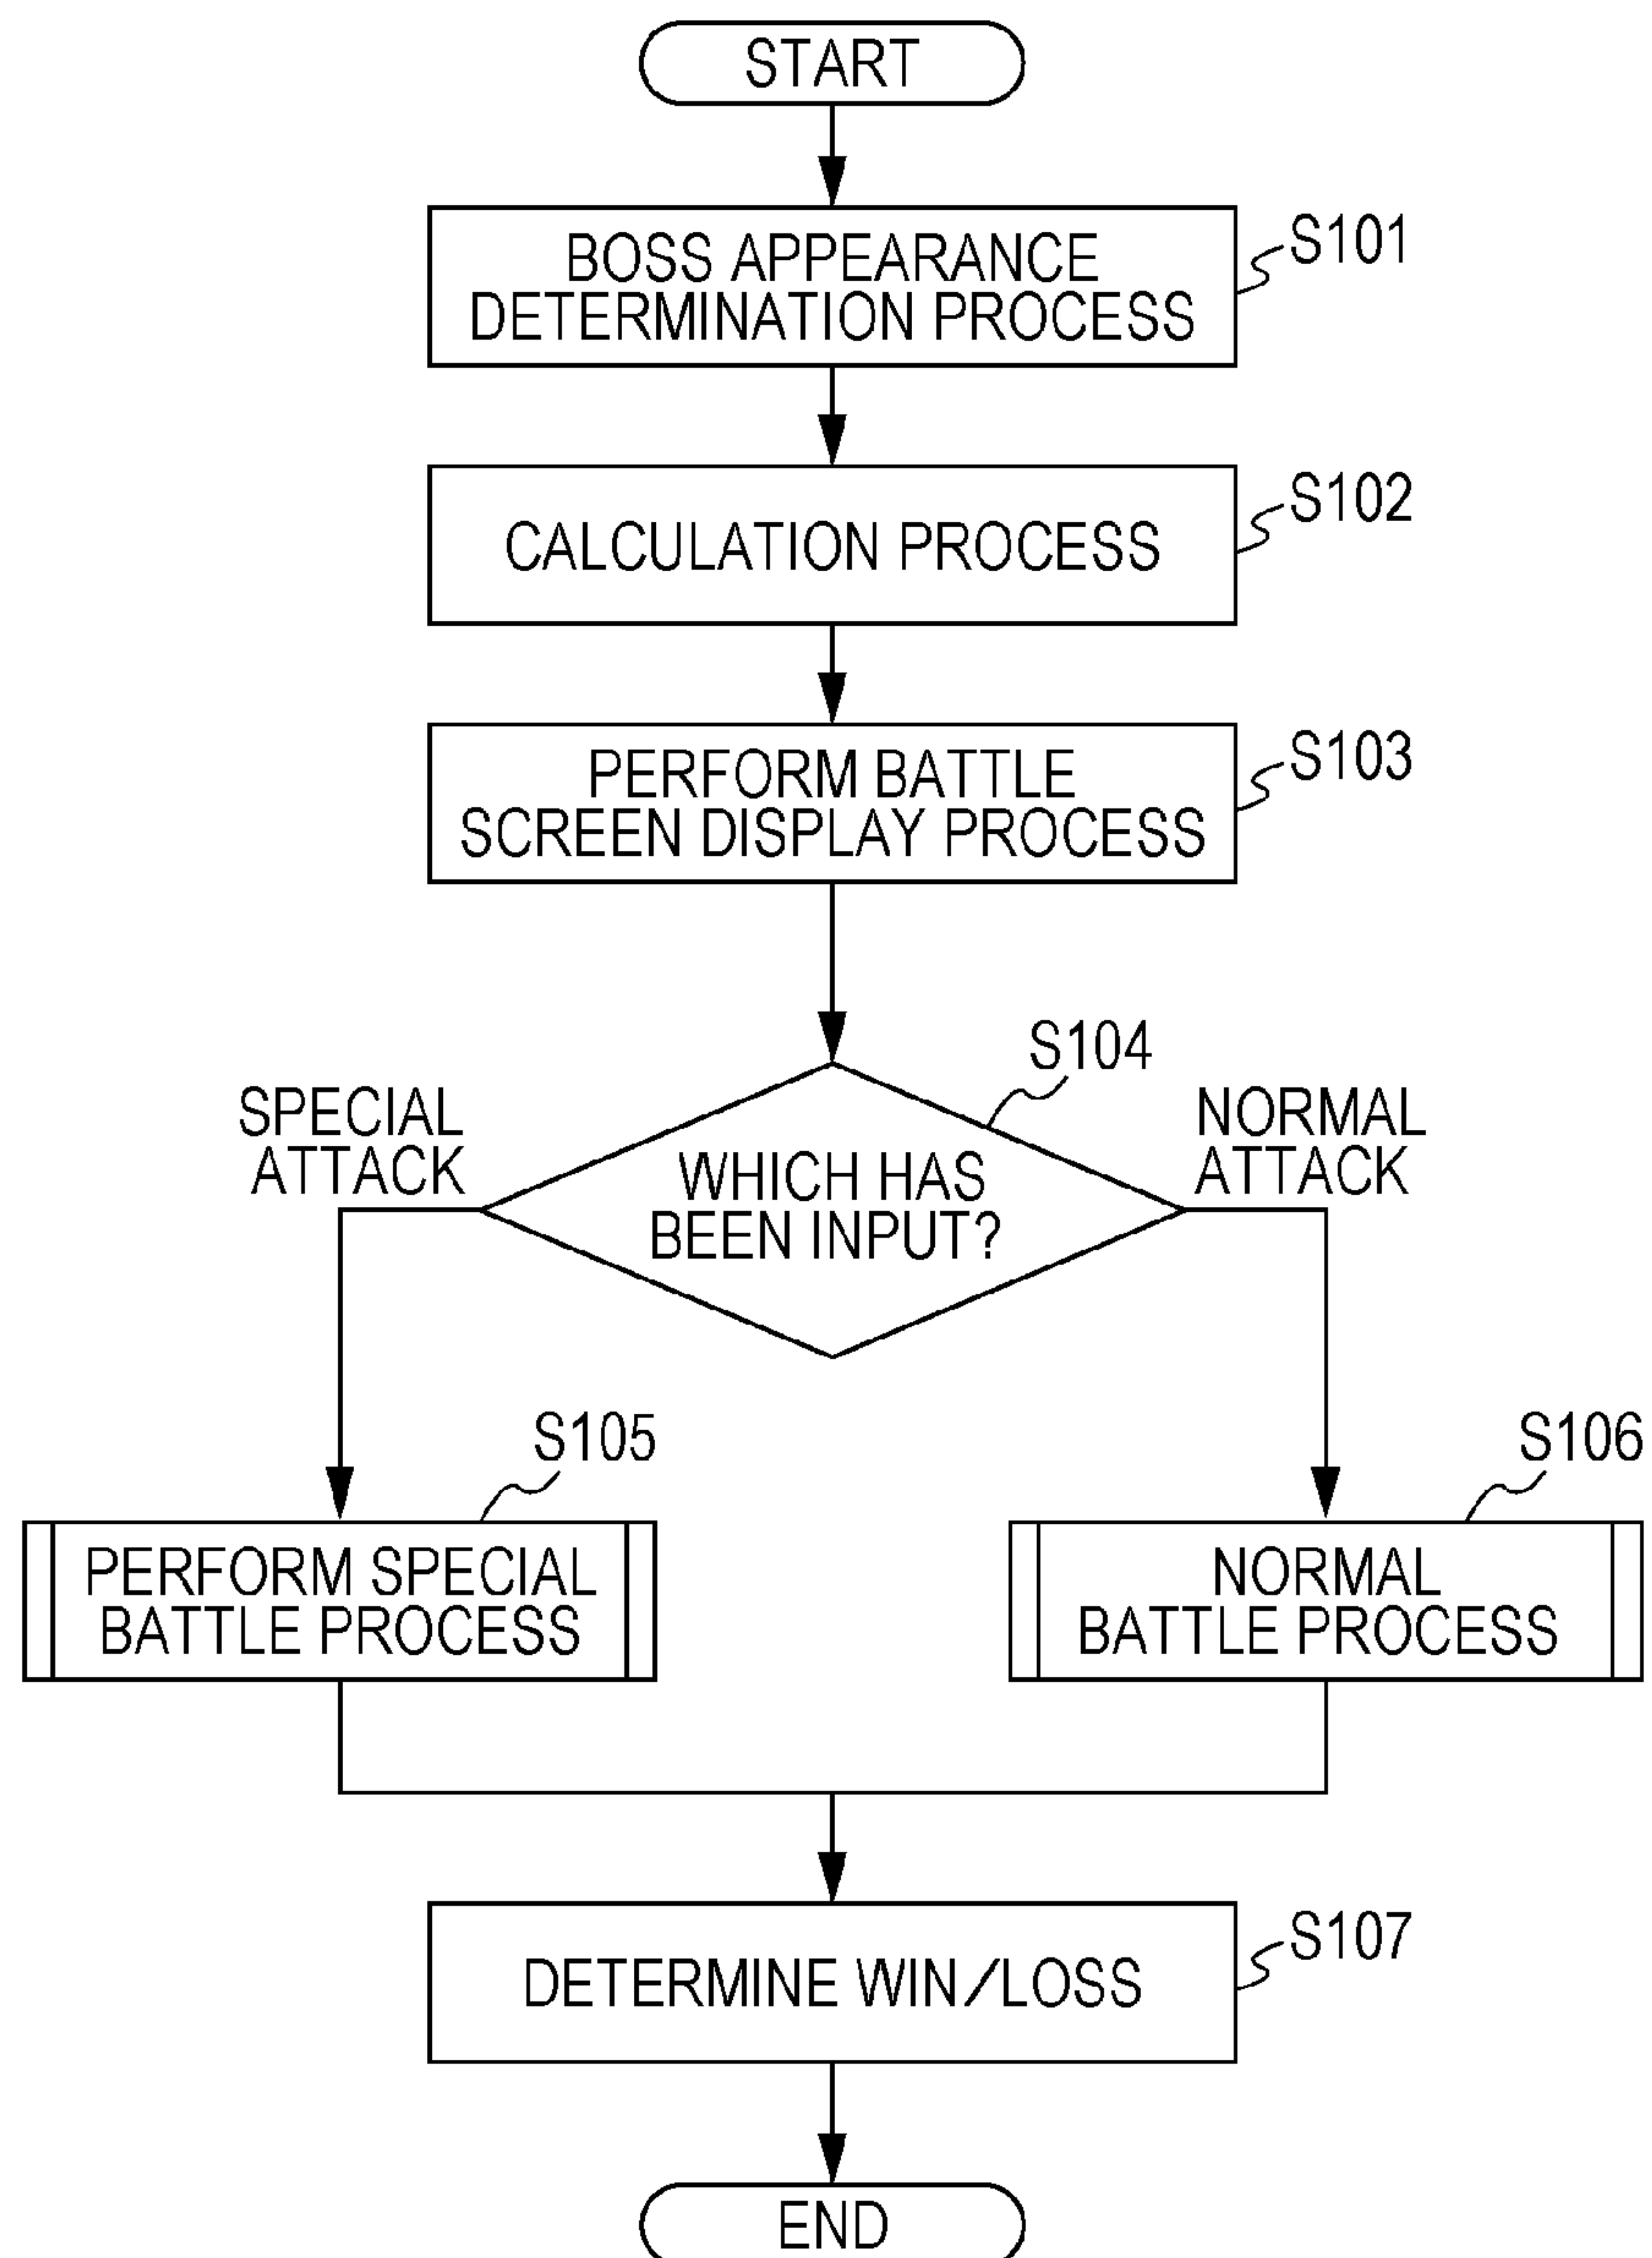 START
BOSS APPEARANCE
DETERMINATION PROCESS
S101
CALCULATION PROCESS
S102
PERFORM BATTLE
SCREEN DISPLAY PROCESS
S103
S104
SPECIAL
ATTACK
WHICH HAS
BEEN INPUT?
NORMAL
ATTACK
S105
PERFORM SPECIAL
BATTLE PROCESS
S106
NORMAL
BATTLE PROCESS
DETERMINE WIN/LOSS
S107
END